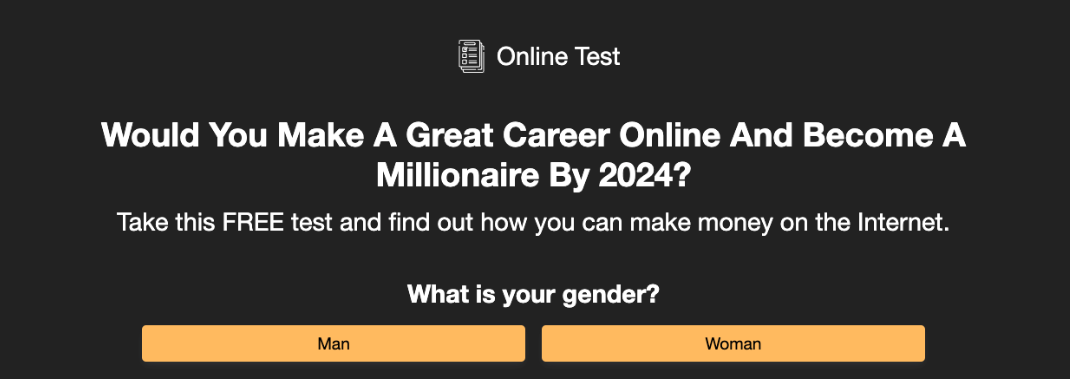 Online Test
Would You Make A Great Career Online And Become A
Millionaire By 2024?
Take this FREE test and find out how you can make money on the Internet.
What is your gender?
Man
Woman